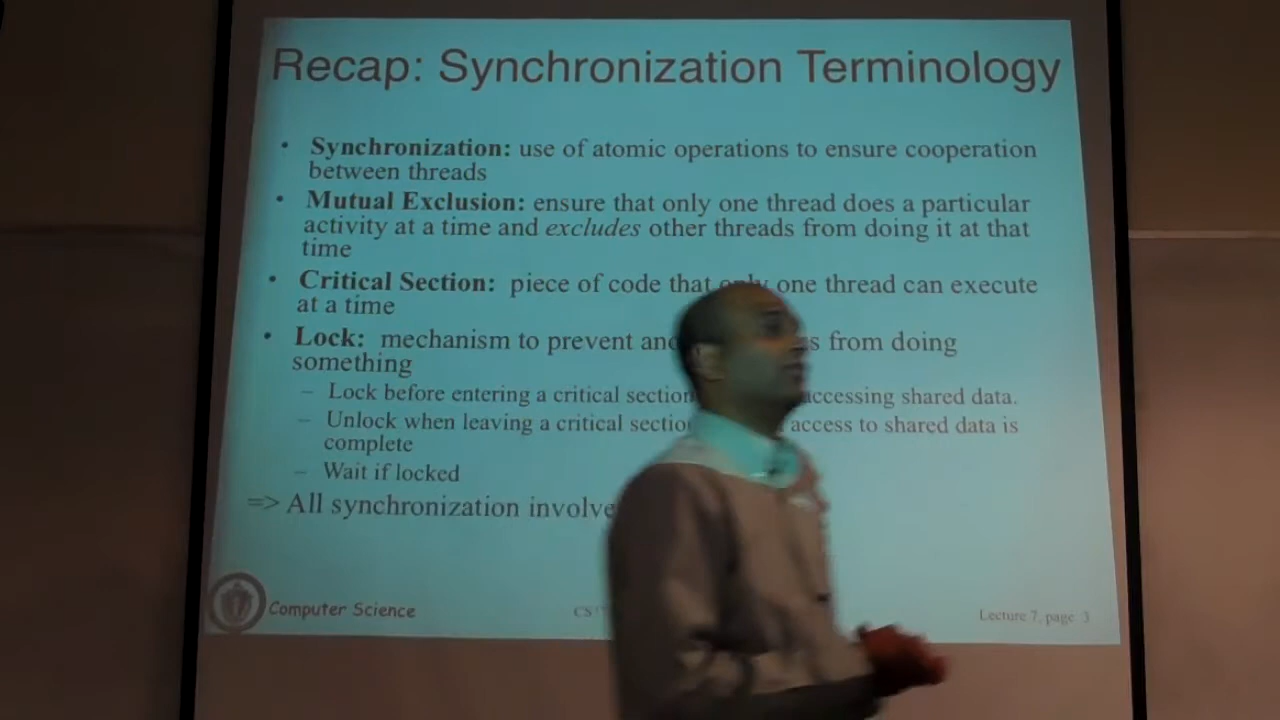 Recap: Synchronization Terminology
• Synchronization: use of atomic operations to ensure cooperation
between threads
• Mutual Exclusion: ensure that only one thread does a particular
activity at a time and excludes other threads from doing it at that
time
• Critical Section: piece of code that only one thread can execute
at a time
• Lock: mechanism to prevent from doing
something
– Lock before entering a critical section accessing shared data.
– Unlock when leaving a critical access to shared data is
complete
– Wait if locked
=> All synchronization
Computer Science
CS
Lecture 7, page 3